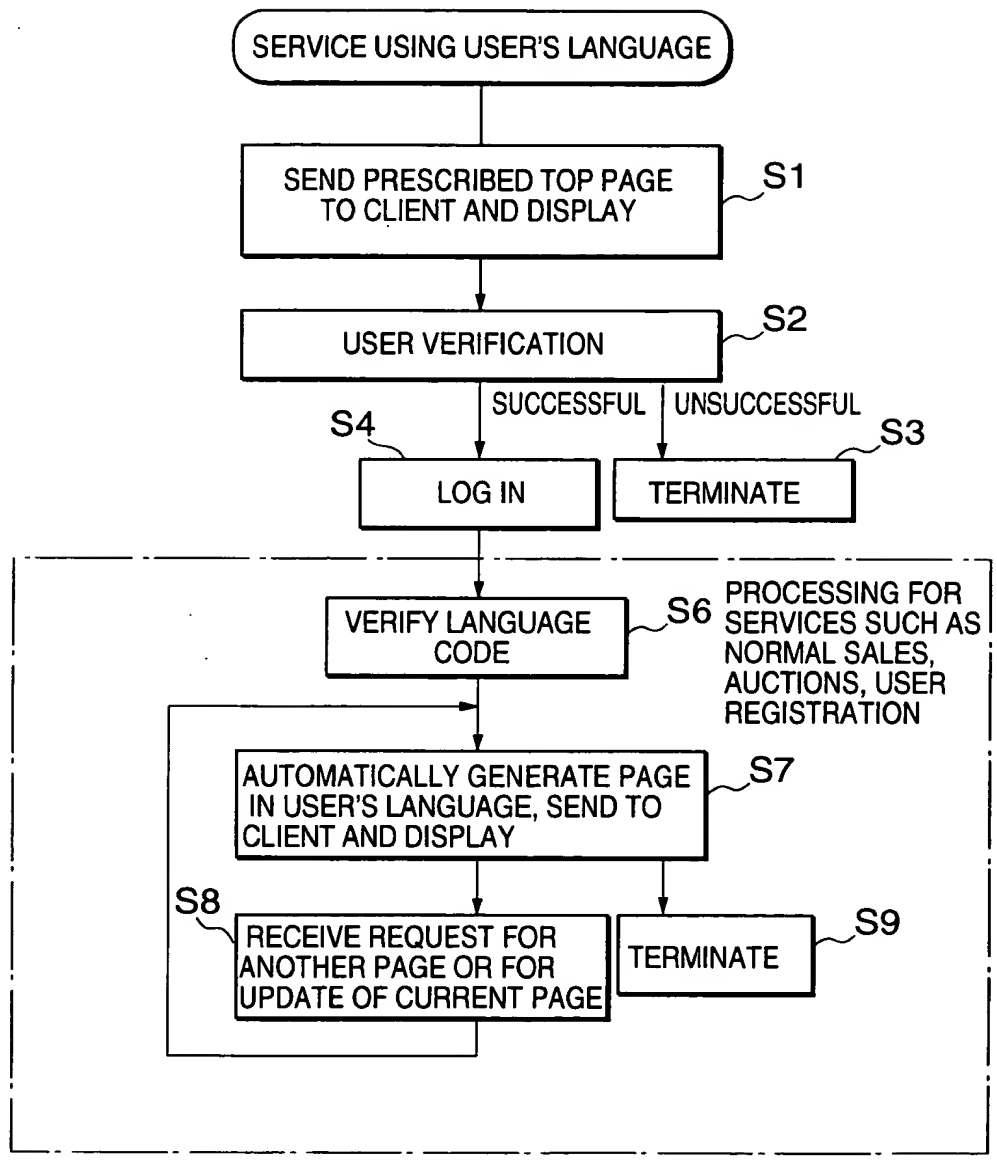 SERVICE USING USER'S LANGUAGE
SEND PRESCRIBED TOP PAGE
TO CLIENT AND DISPLAY
S1
USER VERIFICATION
S2
SUCCESSFUL
UNSUCCESSFUL
S4
LOG IN
S3
TERMINATE
VERIFY LANGUAGE
CODE
S6
PROCESSING FOR
SERVICES SUCH AS
NORMAL SALES,
AUCTIONS, USER
REGISTRATION
AUTOMATICALLY GENERATE PAGE
IN USER'S LANGUAGE, SEND TO
CLIENT AND DISPLAY
S7
S8
RECEIVE REQUEST FOR
ANOTHER PAGE OR FOR
UPDATE OF CURRENT PAGE
TERMINATE
S9